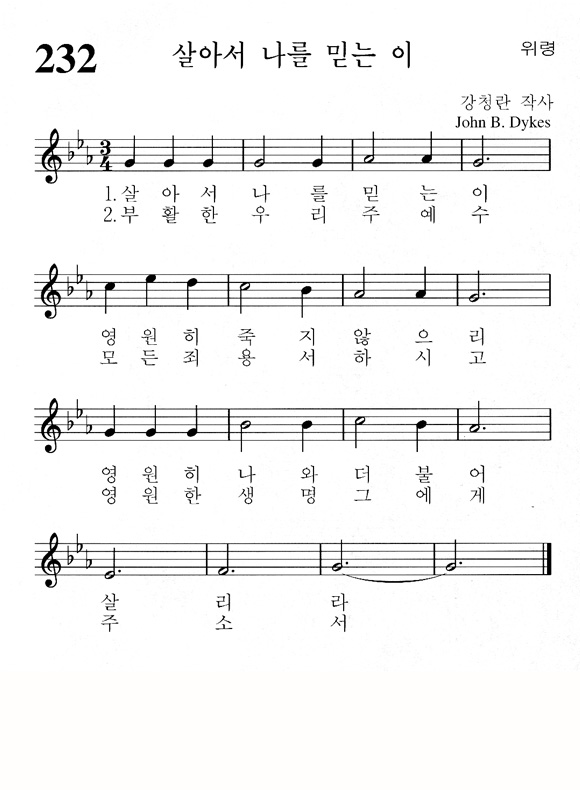 232 살아서 나를 믿는 이 위령
강청란 작사
John B. Dykes
3
4
1. 살 아 서 나 를 믿 는 이
2. 부 활 한 우 리 주 예 수
영 원 히 죽 지 않 으 리
모 든 죄 용 서 하 시 고
영 원 히 나 와 더 불 어
영 원 한 생 명 그 에 게
살 리 라
주 소 서